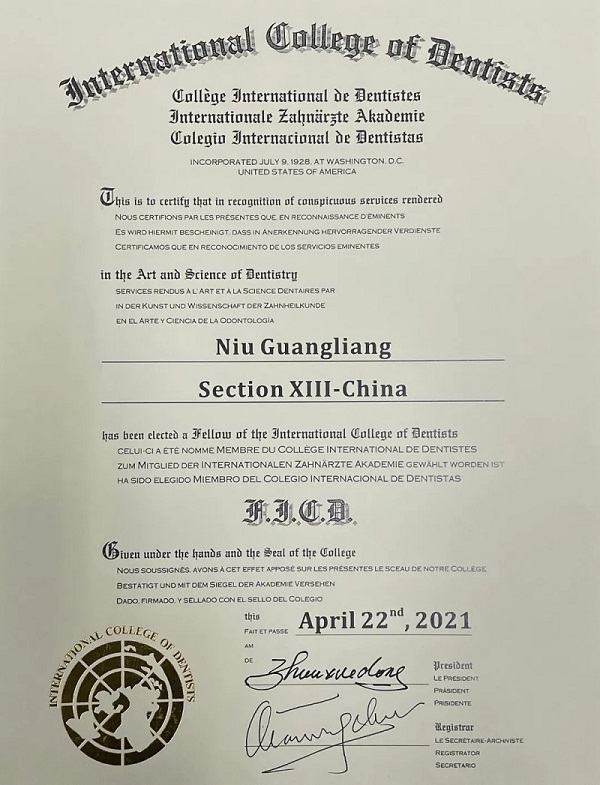 International College of Dentists
Collège International de Dentistes
Internationale Zahnärzte Akademie
Colegio Internacional de Dentistas
INCORPORATED JULY 9, 1928, AT WASHINGTON, D.C.
UNITED STATES OF AMERICA
This is to certify that in recognition of conspicuous services rendered
NOUS CERTIFIONS PAR LES PRÉSENTES QUE, EN RECONNAISSANCE D'ÉMINENTS
ES WIRD HIERMIT BESCHEINIGT, DASS IN ANERKENNUNG HERVORRAGENDER VERDIENSTE
CERTIFICAMOS QUE EN RECONOCIMIENTO DE LOS SERVICIOS EMINENTES
in the Art and Science of Dentistry
SERVICES RENDUS À L'ART ET À LA SCIENCE DENTAIRES PAR
IN DER KUNST UND WISSENSCHAFT DER ZAHNHEILKUNDE
EN EL ARTE Y CIENCIA DE LA ODONTOLOGÍA
Niu Guangliang
Section XIII-China
has been elected a Fellow of the International College of Dentists
CELUI-CI A ÉTÉ NOMME MEMBRE DU COLLÈGE INTERNATIONAL DE DENTISTES
ZUM MITGLIED DER INTERNATIONALEN ZAHNÄRZTE AKADEMIE GEWÄHLT WORDEN IST
HA SIDO ELEGIDO MIEMBRO DEL COLEGIO INTERNACIONAL DE DENTISTAS
F.I.C.D.
Given under the hands and the Seal of the College
NOUS SOUSSIGNÉS, AVONS À CET EFFET APPOSÉ SUR LES PRÉSENTES LE SCEAU DE NOTRE COLLÈGE
BESTÄTIGT UND MIT DEM SIEGEL DER AKADEMIE VERSEHEN
DADO, FIRMADO, Y SELLADO CON EL SELLO DEL COLEGIO
this
FAIT ET PASSE
April 22nd, 2021
AM
DE
President
LE PRÉSIDENT
PRÄSIDENT
PRISIDENTE
Registrar
LE SECRÉTAIRE-ARCHIVISTE
REGISTRATOR
SECRETARIO
INTERNATIONAL COLLEGE OF DENTISTS